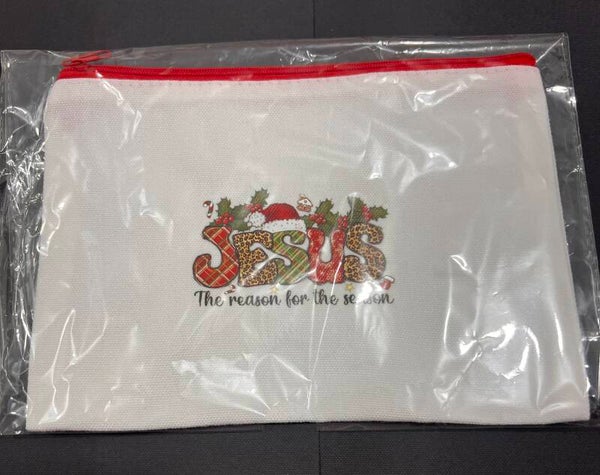 JESUS
The reason for the season